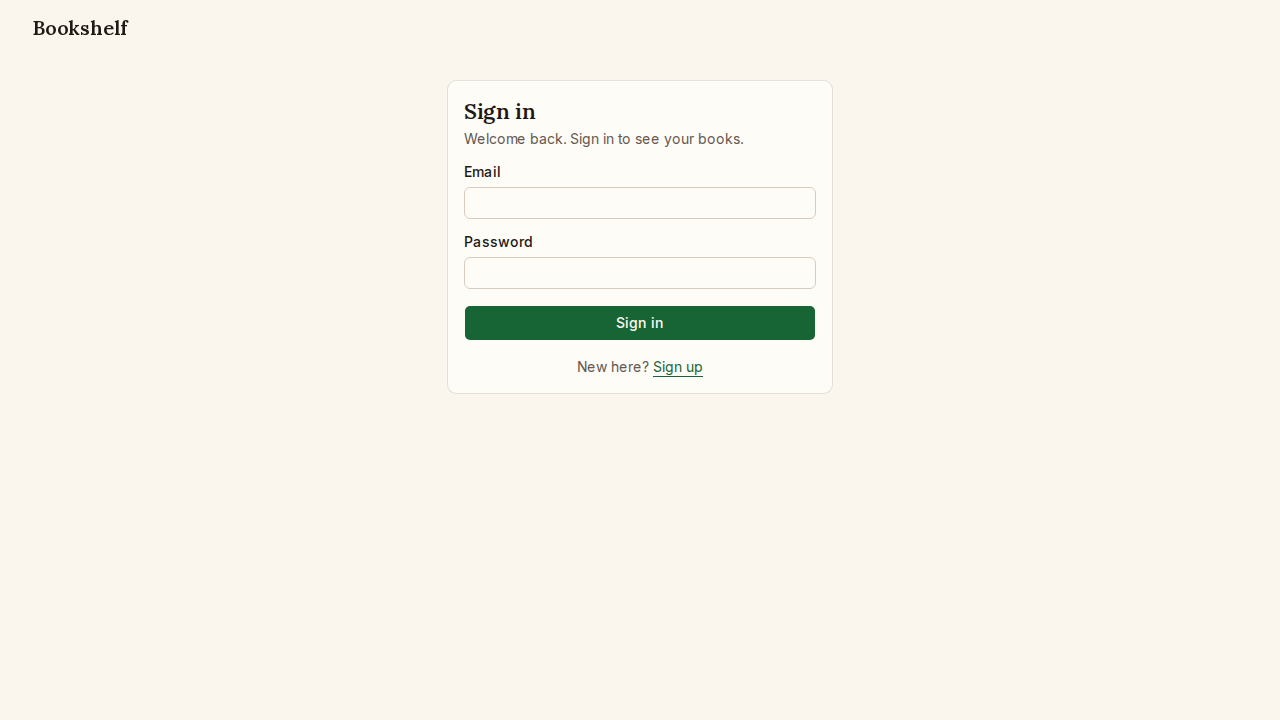 Bookshelf
Sign in
Welcome back. Sign in to see your books.
Email
Password
Sign in
New here? Sign up